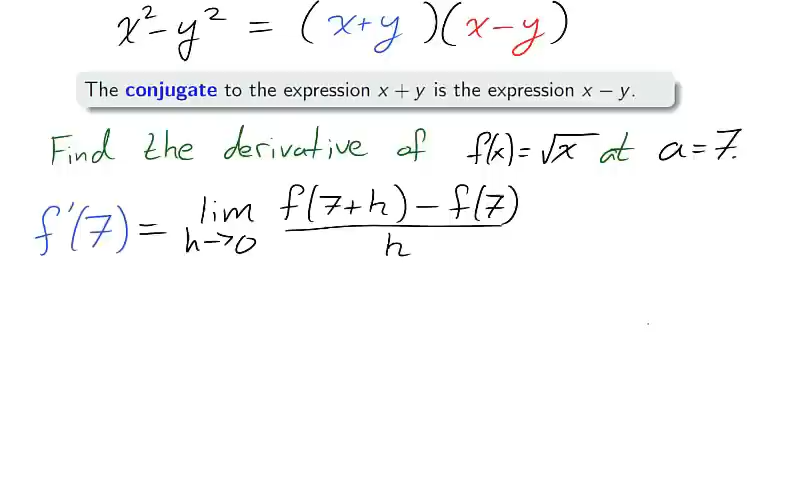 x² - y² = (x+y)(x-y)
The conjugate to the expression x + y is the expression x − y.
Find the derivative of f(x)=√x at a=7.
f'(7) = lim h→0 f(7+h) - f(7) / h